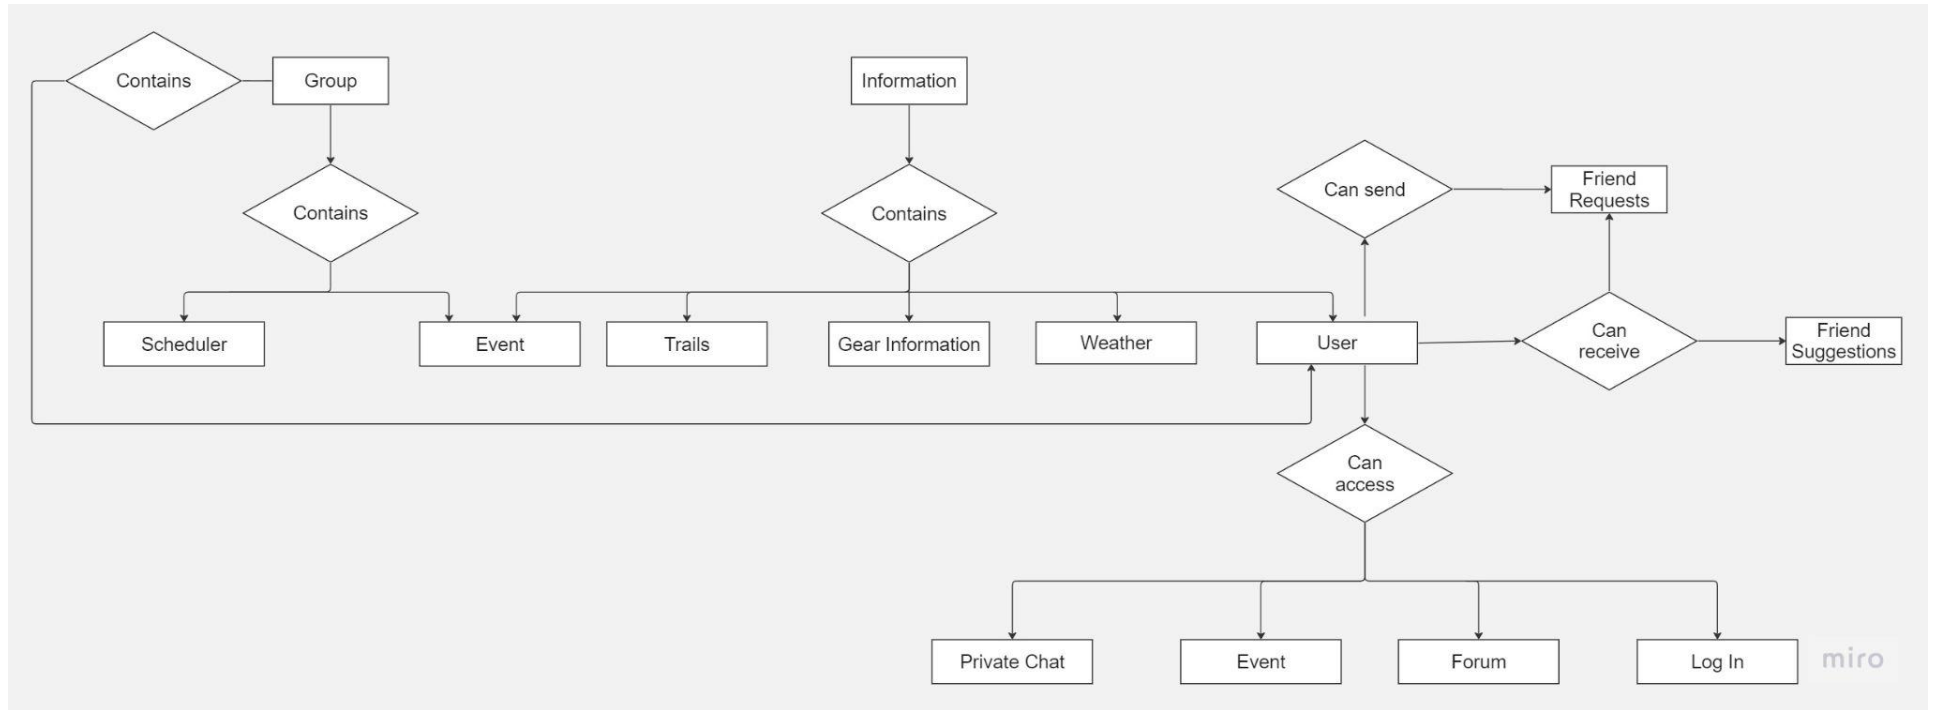 Contains
Group
Information
Contains
Contains
Can send
Friend
Requests
Scheduler
Event
Trails
Gear Information
Weather
User
Can
receive
Friend
Suggestions
Can
access
Private Chat
Event
Forum
Log In
miro